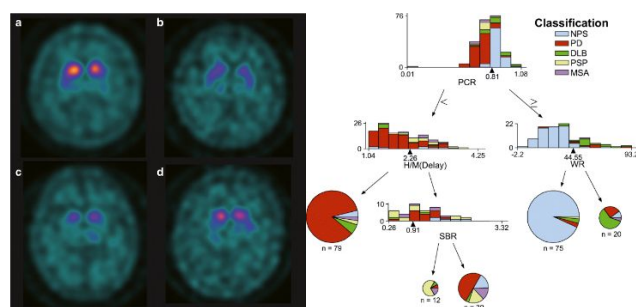 a
b
c
d
Classification
NPS
PD
DLB
PSP
MSA
76
0
0.01
0.81
1.08
PCR
<
≥
26
0
1.04
2.26
4.25
H/M(Delay)
22
0
-2.2
44.55
WR
n = 79
10
0
0.28
0.91
3.32
SBR
n = 75
n = 20
n = 12